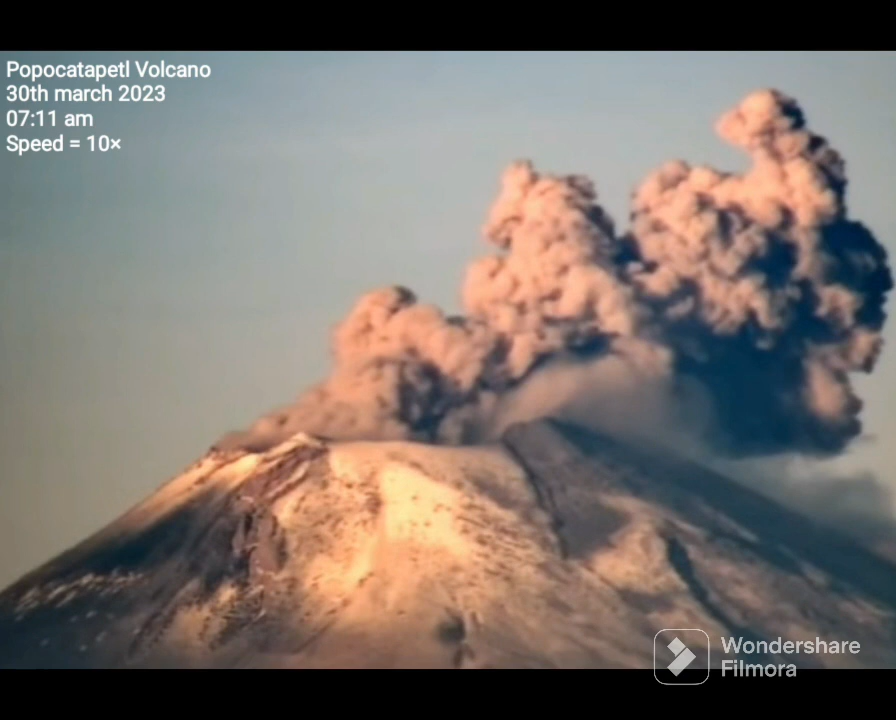 Popocatapetl Volcano
30th march 2023
07:11 am
Speed = 10×
Wondershare
Filmora